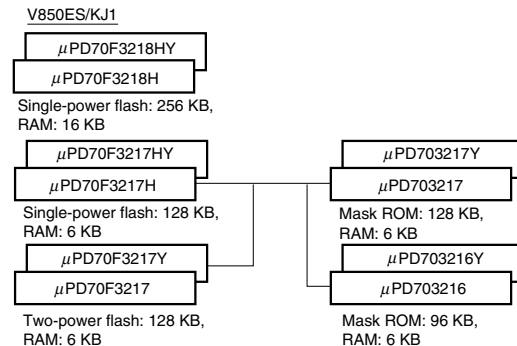 V850ES/KJ1
μPD70F3218HY
μPD70F3218H
Single-power flash: 256 KB,
RAM: 16 KB
μPD70F3217HY
μPD70F3217H
Single-power flash: 128 KB,
RAM: 6 KB
μPD703217Y
μPD703217
Mask ROM: 128 KB,
RAM: 6 KB
μPD70F3217Y
μPD70F3217
Two-power flash: 128 KB,
RAM: 6 KB
μPD703216Y
μPD703216
Mask ROM: 96 KB,
RAM: 6 KB